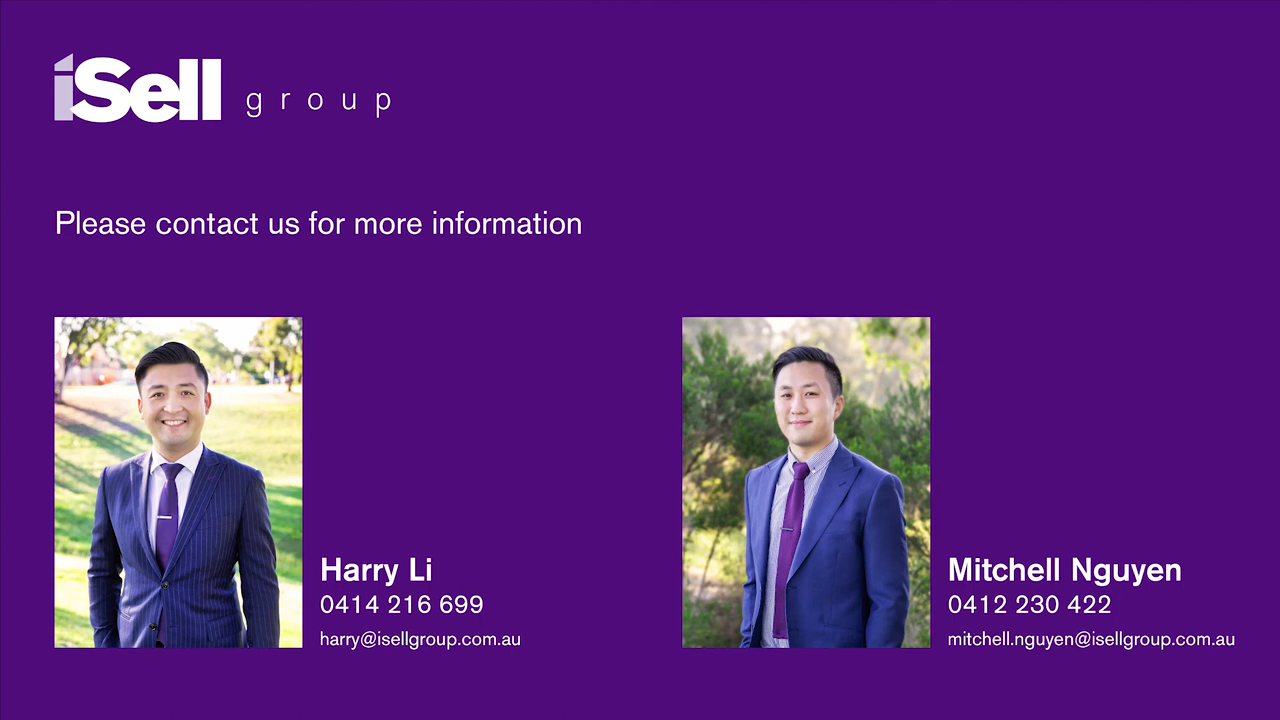 iSell group
Please contact us for more information
Harry Li
0414 216 699
harry@isellgroup.com.au
Mitchell Nguyen
0412 230 422
mitchell.nguyen@isellgroup.com.au